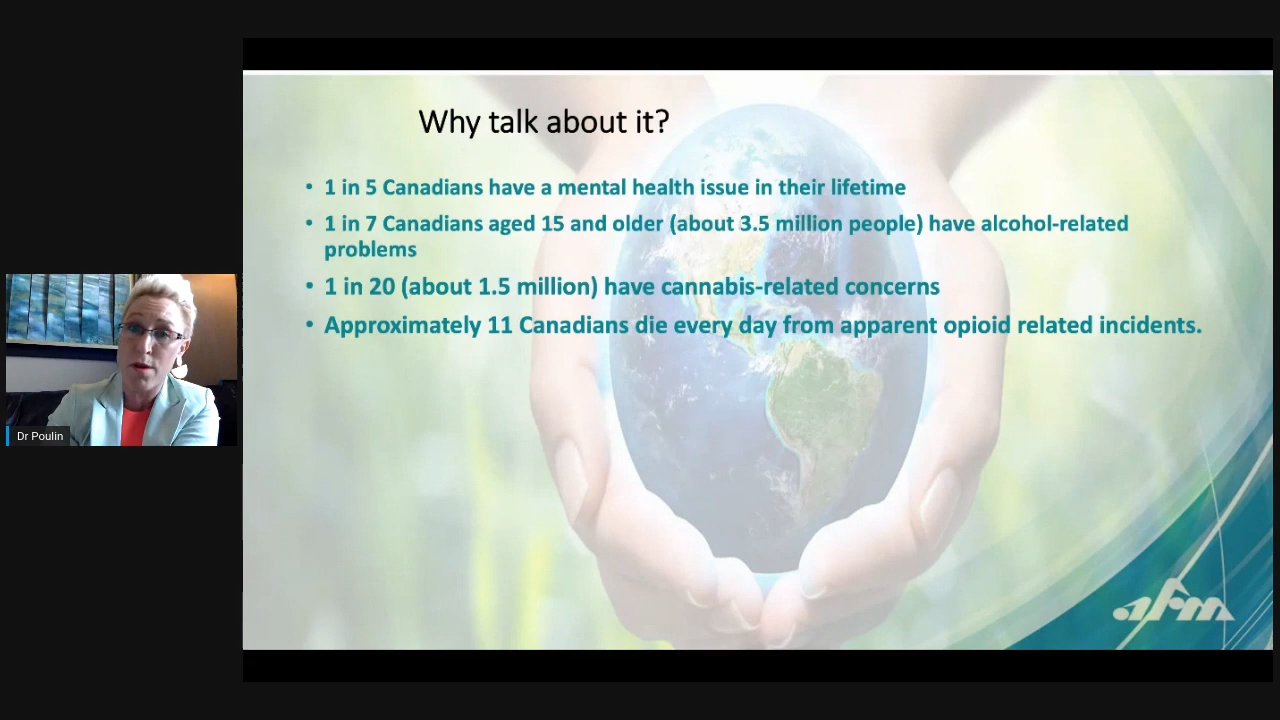 Why talk about it?
• 1 in 5 Canadians have a mental health issue in their lifetime
• 1 in 7 Canadians aged 15 and older (about 3.5 million people) have alcohol-related
problems
• 1 in 20 (about 1.5 million) have cannabis-related concerns
• Approximately 11 Canadians die every day from apparent opioid related incidents.
Dr Poulin
afm